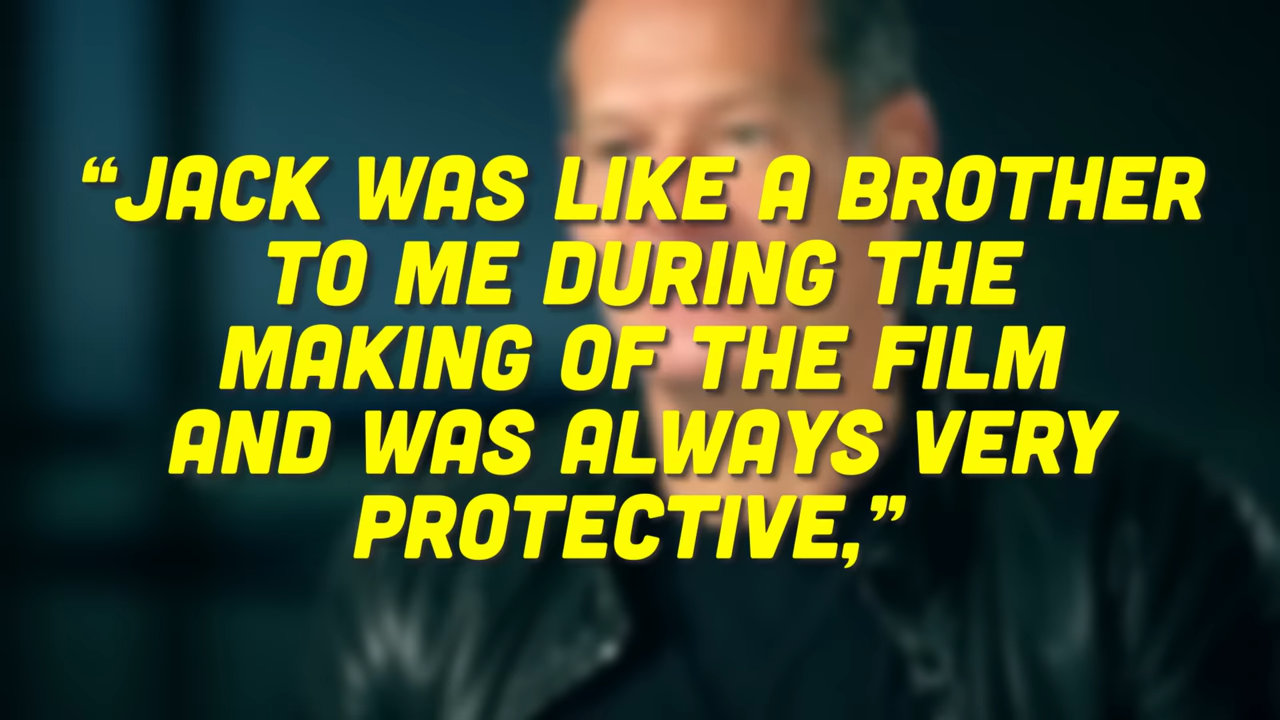 “JACK WAS LIKE A BROTHER
TO ME DURING THE
MAKING OF THE FILM
AND WAS ALWAYS VERY
PROTECTIVE,”